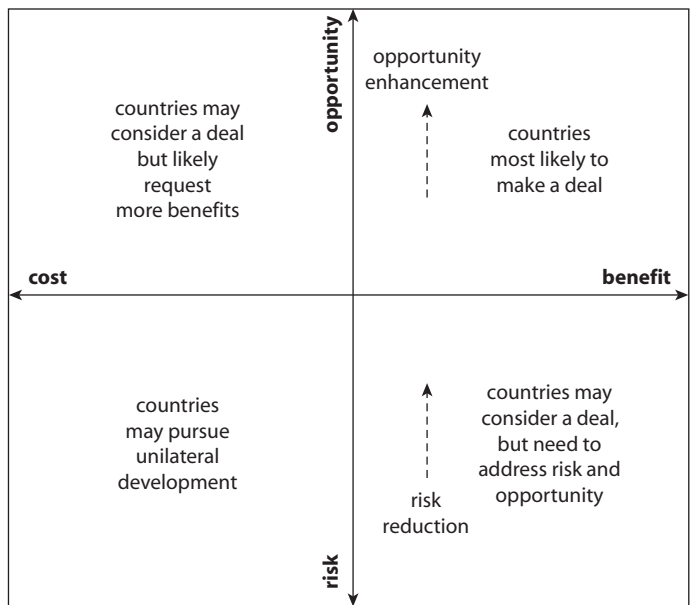 opportunity
opportunity
enhancement
countries may
consider a deal
but likely
request
more benefits
countries
most likely to
make a deal
cost
benefit
countries
may pursue
unilateral
development
countries may
consider a deal,
but need to
address risk and
opportunity
risk
reduction
risk